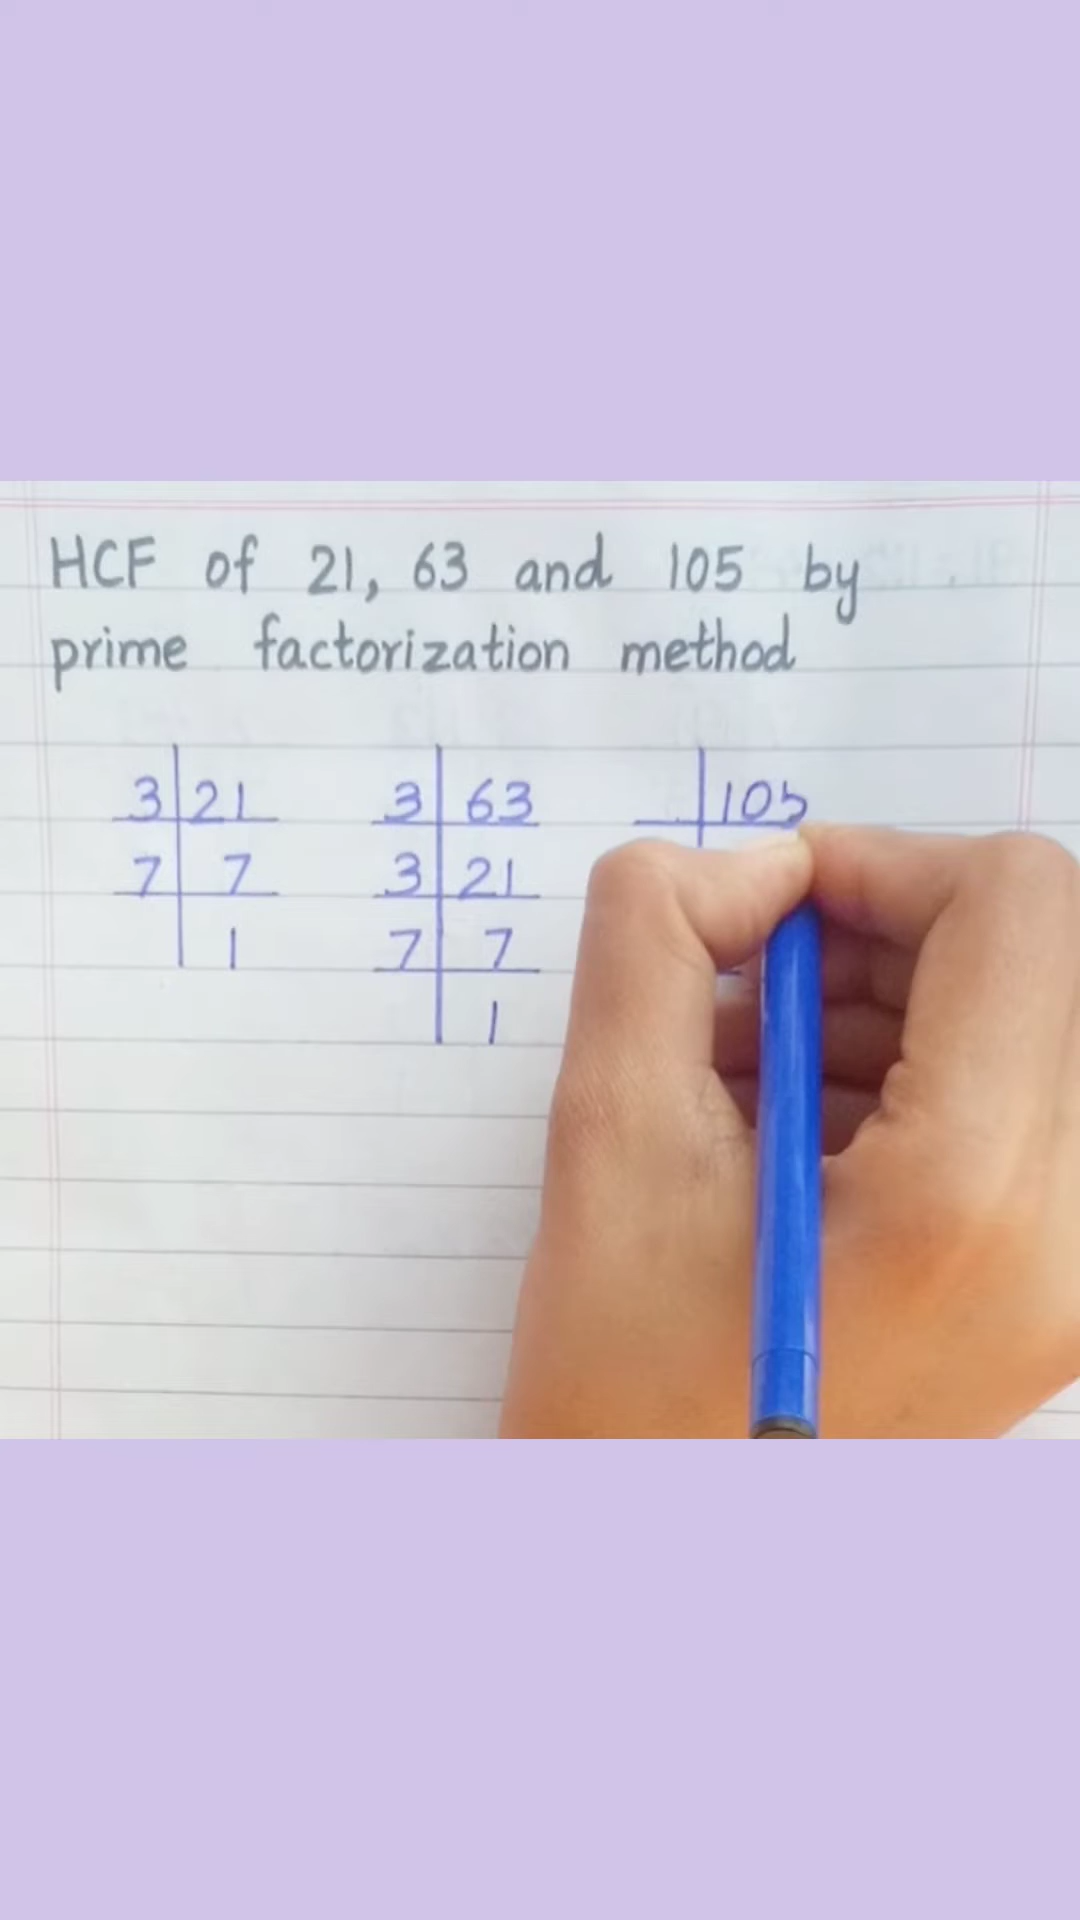 HCF of 21, 63 and 105 by
prime factorization method
3 21 3 63 105
7 7 3 21
1 7 7
1